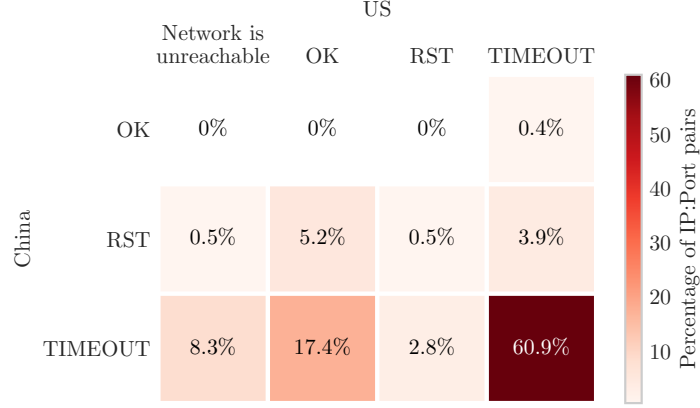 US
Network is
unreachable OK RST TIMEOUT
OK 0% 0% 0% 0.4%
RST 0.5% 5.2% 0.5% 3.9%
TIMEOUT 8.3% 17.4% 2.8% 60.9%
China
60
50
40
30
20
10
Percentage of IP:Port pairs